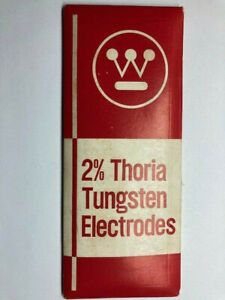 2% Thoria
Tungsten
Electrodes